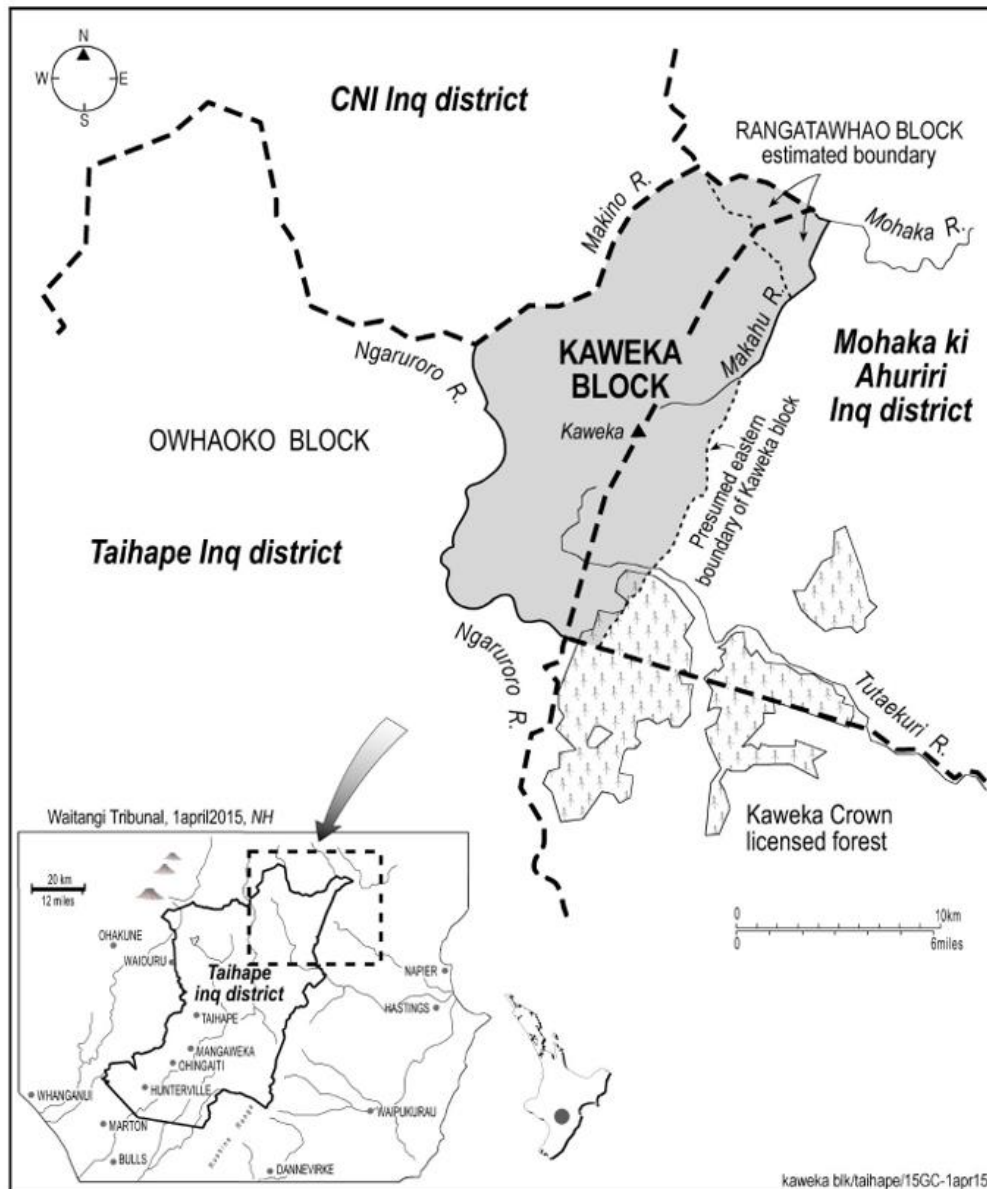 N
W E
S
CNI Inq district
RANGATAWHAO BLOCK
estimated boundary
Makino R.
Mohaka R.
Ngaruroro R.
KAWEKA
BLOCK
Makahu R.
Mohaka ki
Ahuriri
Inq district
Kaweka
OWHAOKO BLOCK
Presumed eastern
boundary of Kaweka block
Taihape Inq district
Ngaruroro R.
Tutaekuri R.
Kaweka Crown
licensed forest
0 10km
0 6miles
Waitangi Tribunal, 1april2015, NH
20 km
12 miles
OHAKUNE
WAIOURU
Taihape
inq district
NAPIER
HASTINGS
TAIHAPE
MANGAWEKA
OHINGAITI
HUNTERVILLE
WHANGANUI
MARTON
WAIPUKURAU
BULLS
Ruahine Range
DANNEVIRKE
kaweka blk/taihape/15GC-1apr15